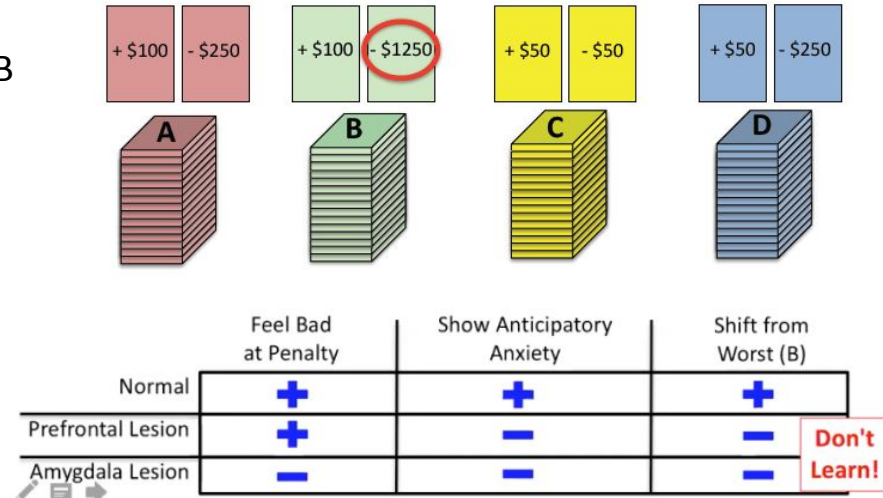 B
+ $100 - $250 + $100 - $1250 + $50 - $50 + $50 - $250
A B C D
Feel Bad Show Anticipatory Shift from
at Penalty Anxiety Worst (B)
Normal + + +
Prefrontal Lesion + - -
Amygdala Lesion - - -
Don't
Learn!